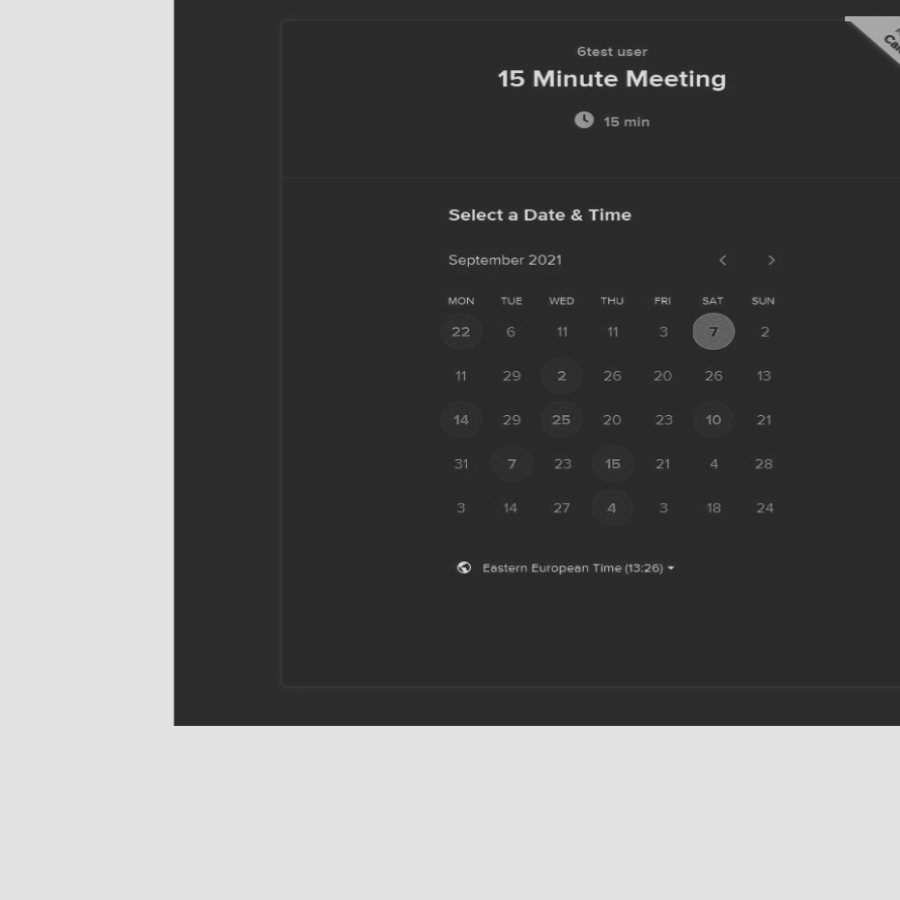 6test user
15 Minute Meeting
15 min
Select a Date & Time
September 2021
MON TUE WED THU FRI SAT SUN
22 6 11 11 3 7 2
11 29 2 26 20 26 13
14 29 25 20 23 10 21
31 7 23 15 21 4 28
3 14 27 4 3 18 24
Eastern European Time (13:26)